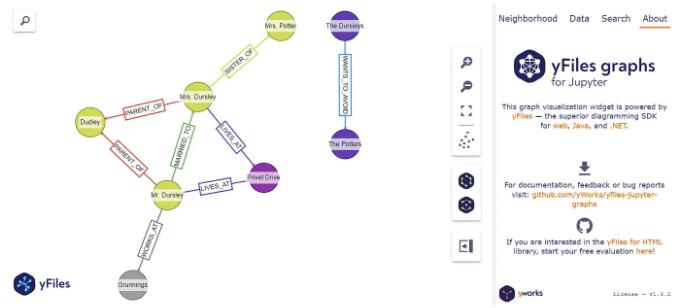 Mrs. Potter
The Dursleys
SISTER_OF
WANTS_TO_AVOID
Mrs. Dursley
PARENT_OF
Dudley
LIVES_AT
MARRIED_TO
PARENT_OF
The Potters
Privet Drive
Mr. Dursley
LIVES_AT
WORKS_AT
Grunnings
yFiles
Neighborhood Data Search About
yFiles graphs
for Jupyter
This graph visualization widget is powered by
yFiles — the superior diagramming SDK
for web, Java, and .NET.
For documentation, feedback or bug reports
visit: github.com/yWorks/yfiles-jupyter-
graphs
If you are interested in the yFiles for HTML
library, start your free evaluation here!
yworks
License — v1.6.2